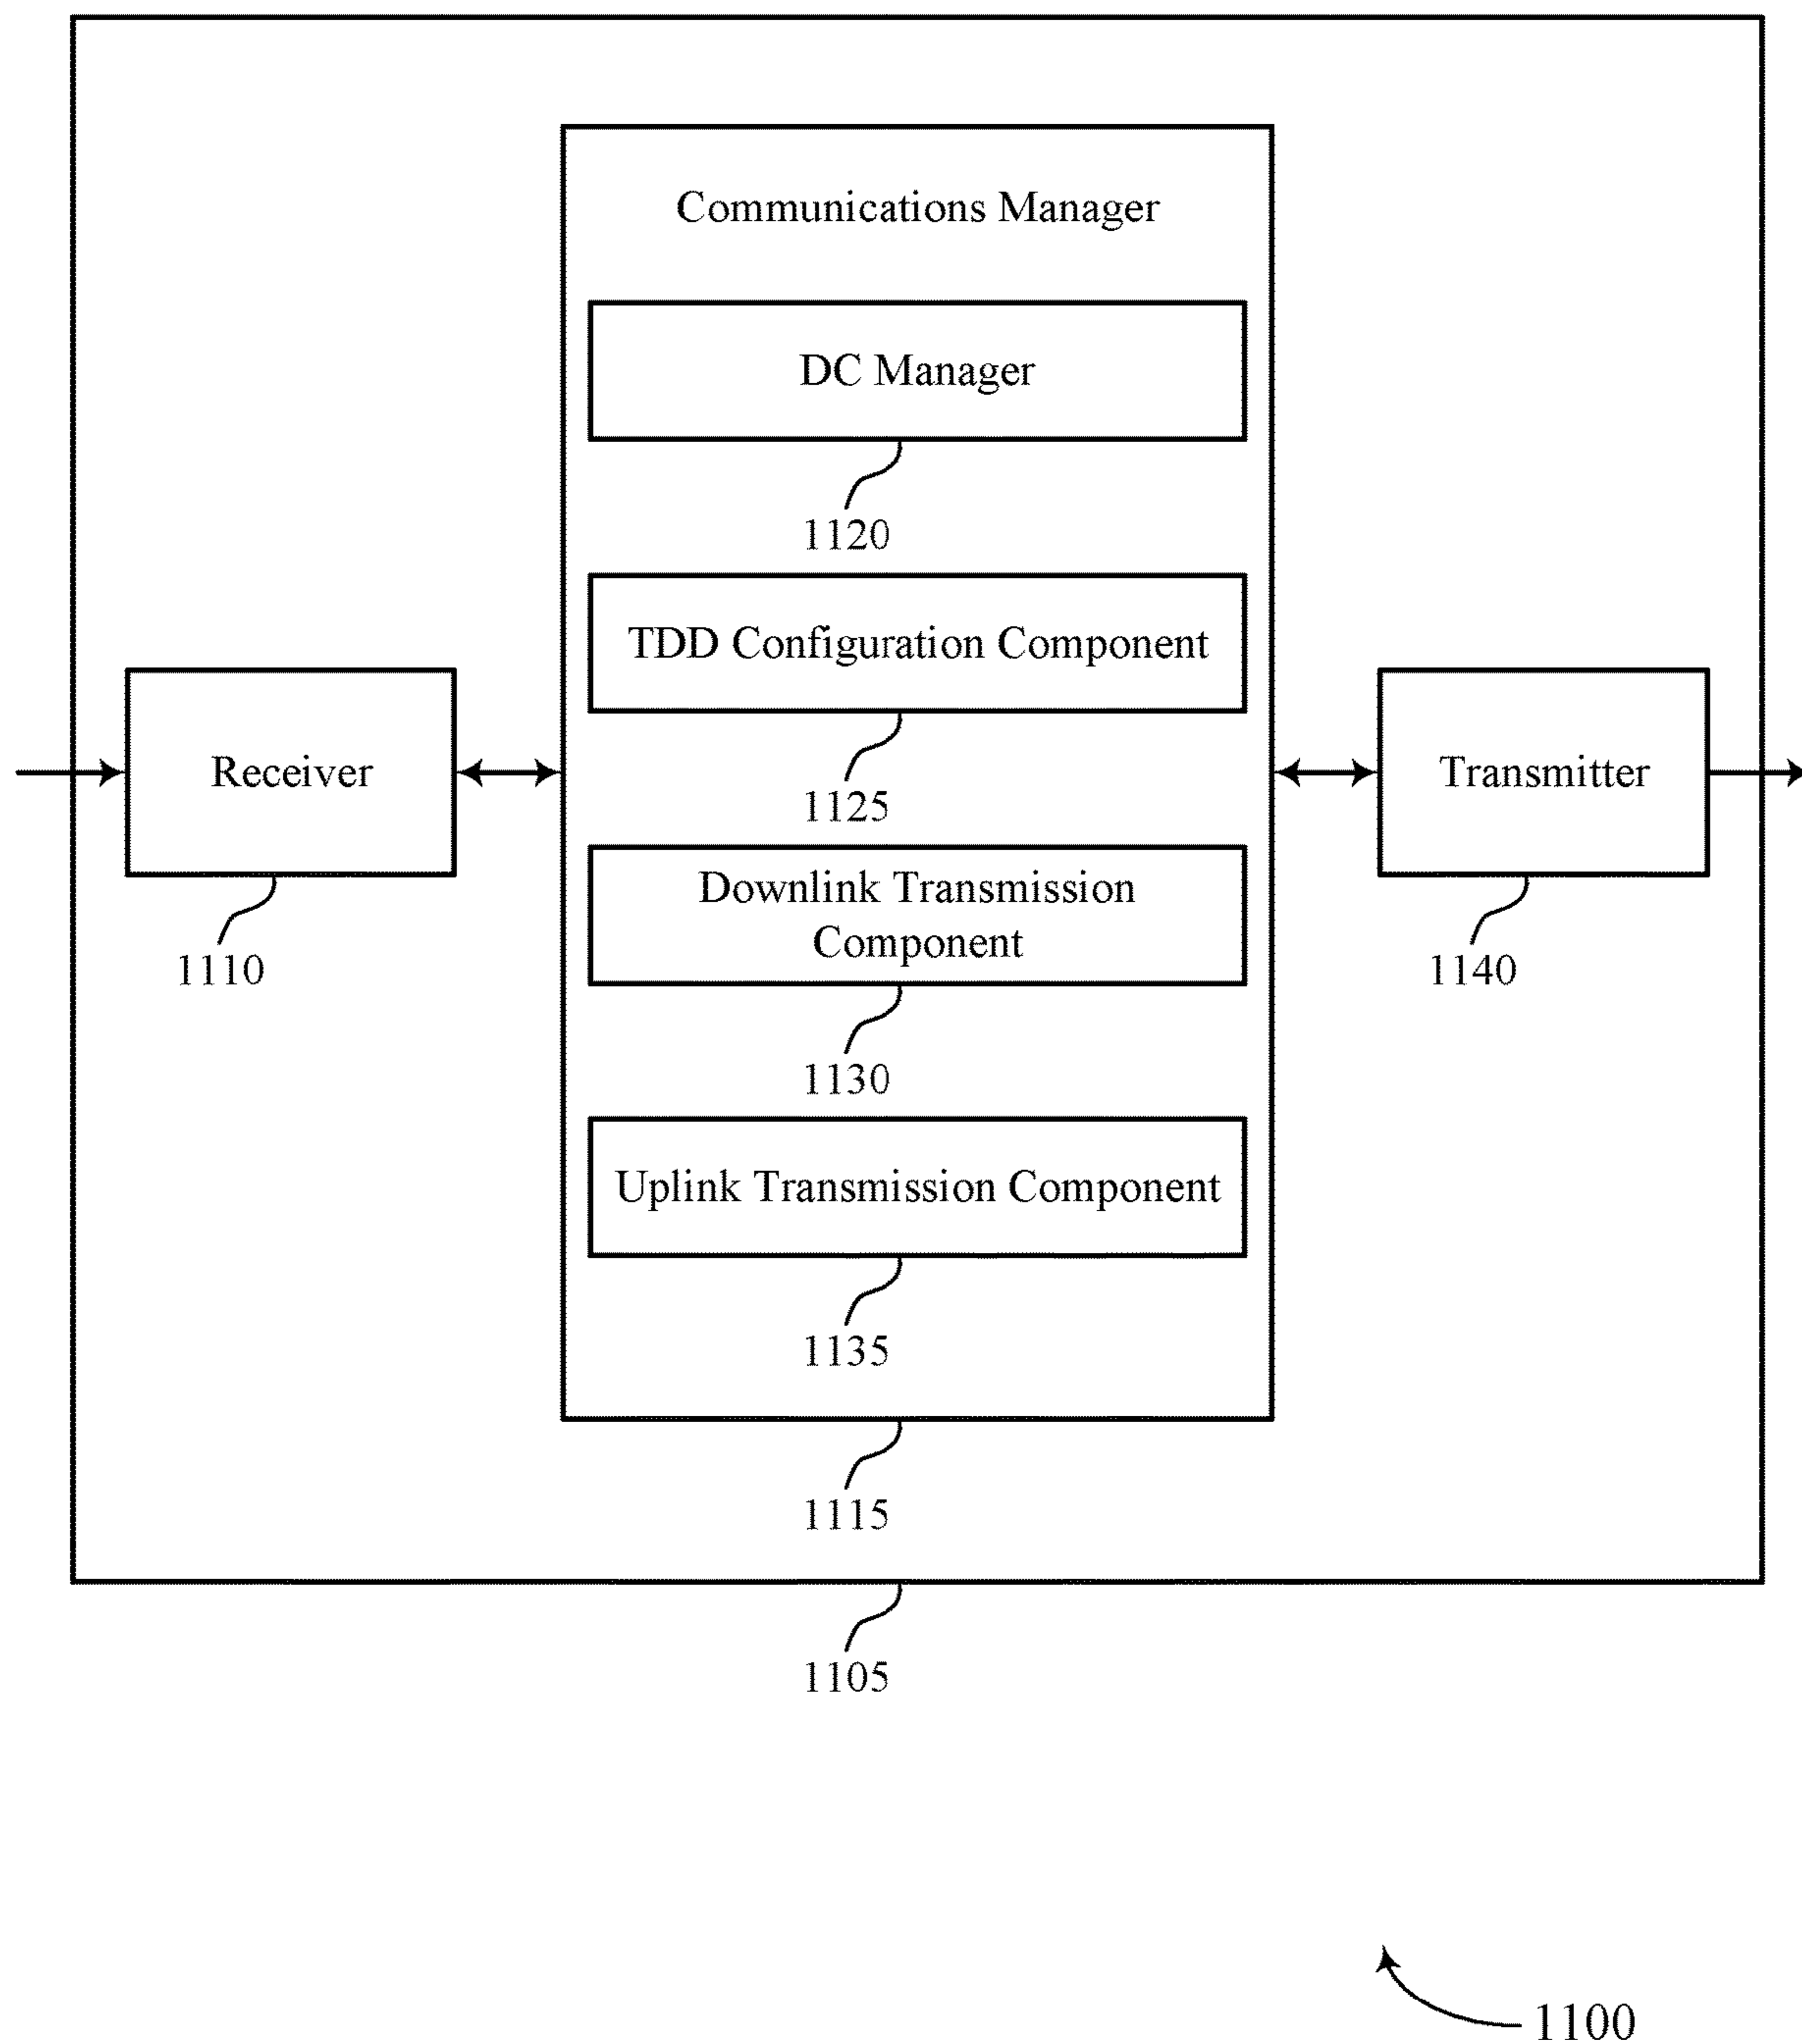 Communications Manager
DC Manager
1120
TDD Configuration Component
1125
Receiver
1110
Transmitter
1140
Downlink Transmission
Component
1130
Uplink Transmission Component
1135
1115
1105
1100